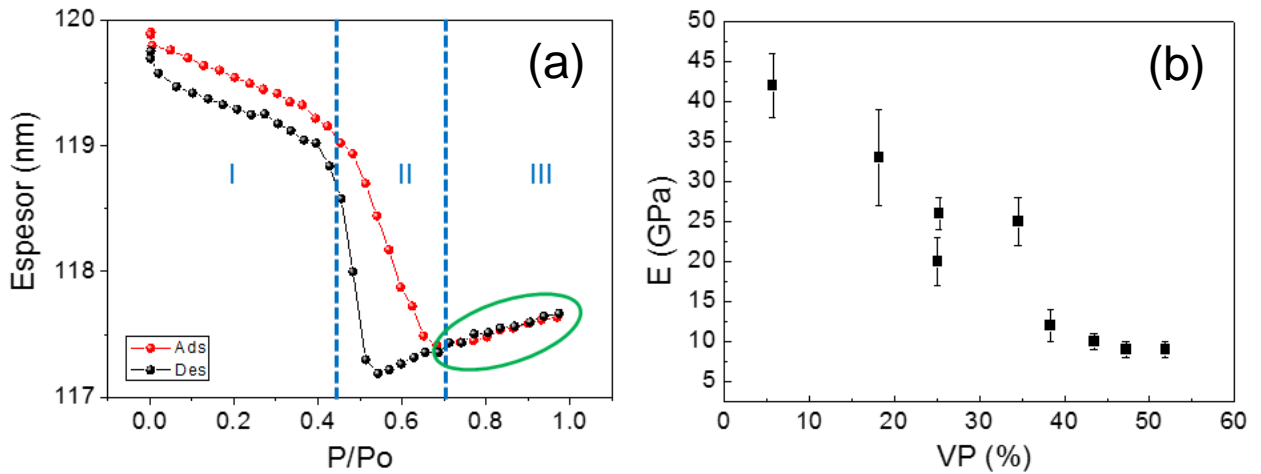 (a)
120
119
118
117
Espesor (nm)
I
II
III
Ads
Des
0.0 0.2 0.4 0.6 0.8 1.0
P/Po
(b)
50
45
40
35
30
25
20
15
10
5
E (GPa)
0 10 20 30 40 50 60
VP (%)